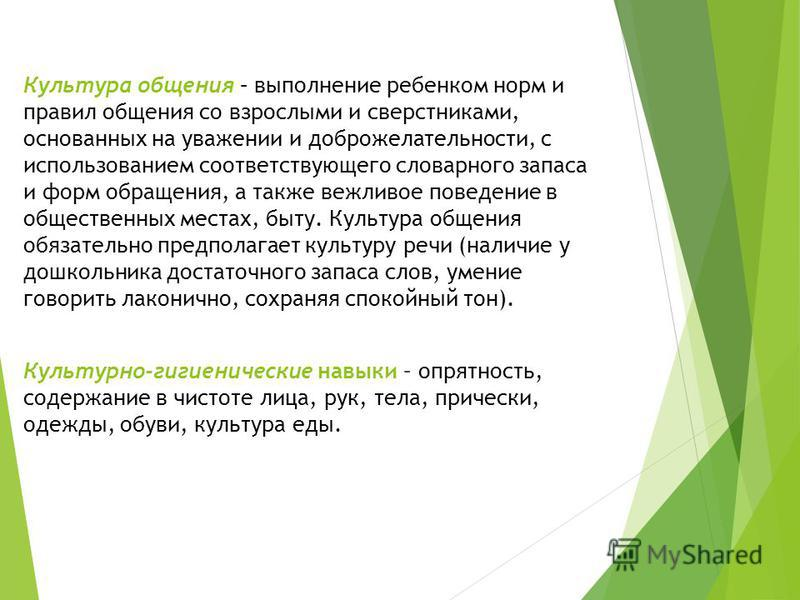 Культура общения – выполнение ребенком норм и
правил общения со взрослыми и сверстниками,
основанных на уважении и доброжелательности, с
использованием соответствующего словарного запаса
и форм обращения, а также вежливое поведение в
общественных местах, быту. Культура общения
обязательно предполагает культуру речи (наличие у
дошкольника достаточного запаса слов, умение
говорить лаконично, сохраняя спокойный тон).
Культурно-гигиенические навыки – опрятность,
содержание в чистоте лица, рук, тела, прически,
одежды, обуви, культура еды.
MyShared